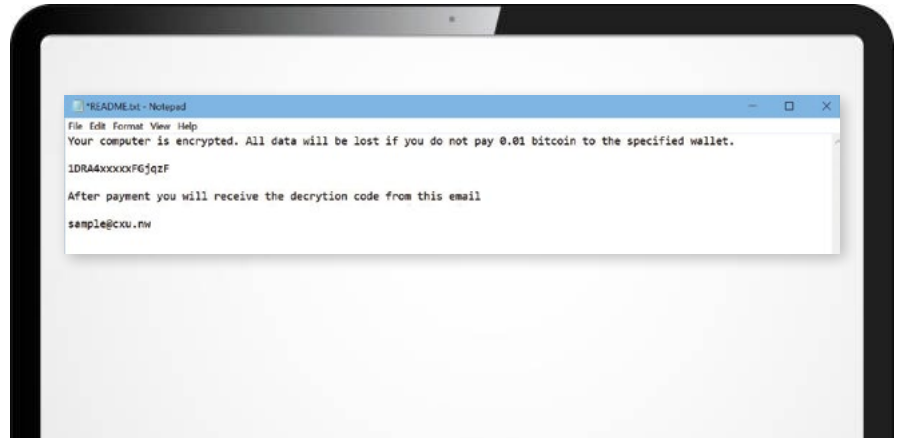 *README.txt - Notepad
File Edit Format View Help
Your computer is encrypted. All data will be lost if you do not pay 0.01 bitcoin to the specified wallet.
1DRA4xxxxxFGjqzF
After payment you will receive the decrytion code from this email
sample@cxu.nw